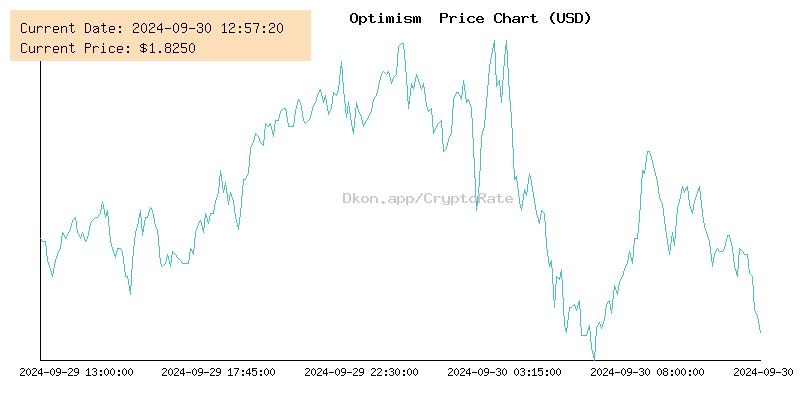 Optimism  Price Chart (USD)
Current Date: 2024-09-30 12:57:20
Current Price: $1.8250
Dkon.app/CryptoRate
2024-09-29 13:00:00 2024-09-29 17:45:00 2024-09-29 22:30:00 2024-09-30 03:15:00 2024-09-30 08:00:00 2024-09-30